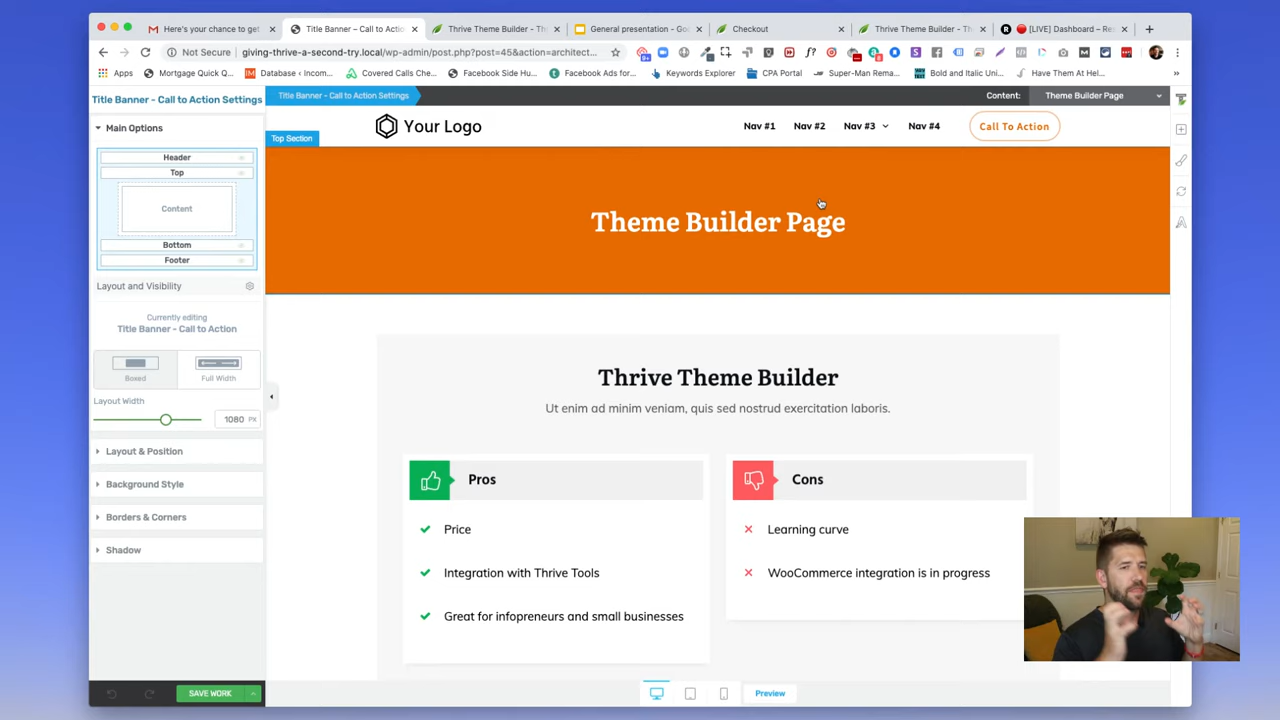 Here's your chance to get
Title Banner - Call to Actio
Thrive Theme Builder - The
General presentation - Goo
Checkout
Thrive Theme Builder - The
[LIVE] Dashboard - Re
Not Secure
giving-thrive-a-second-try.local/wp-admin/post.php?post=45&action=architect...
Apps
Mortgage Quick Q...
Database ‹ Incom...
Covered Calls Che...
Facebook Side Hu...
Facebook Ads for...
Keywords Explorer
CPA Portal
Super-Man Rema...
Bold and Italic Uni...
Have Them At Hel...
Title Banner - Call to Action Settings
Title Banner - Call to Action Settings
Content:
Theme Builder Page
Main Options
Header
Top
Content
Bottom
Footer
Layout and Visibility
Currently editing
Title Banner - Call to Action
Boxed
Full Width
Layout Width
1080 PX
Layout & Position
Background Style
Borders & Corners
Shadow
SAVE WORK
Top Section
Your Logo
Nav #1
Nav #2
Nav #3
Nav #4
Call To Action
Theme Builder Page
Thrive Theme Builder
Ut enim ad minim veniam, quis sed nostrud exercitation laboris.
Pros
Price
Integration with Thrive Tools
Great for infopreneurs and small businesses
Cons
Learning curve
WooCommerce integration is in progress
Preview